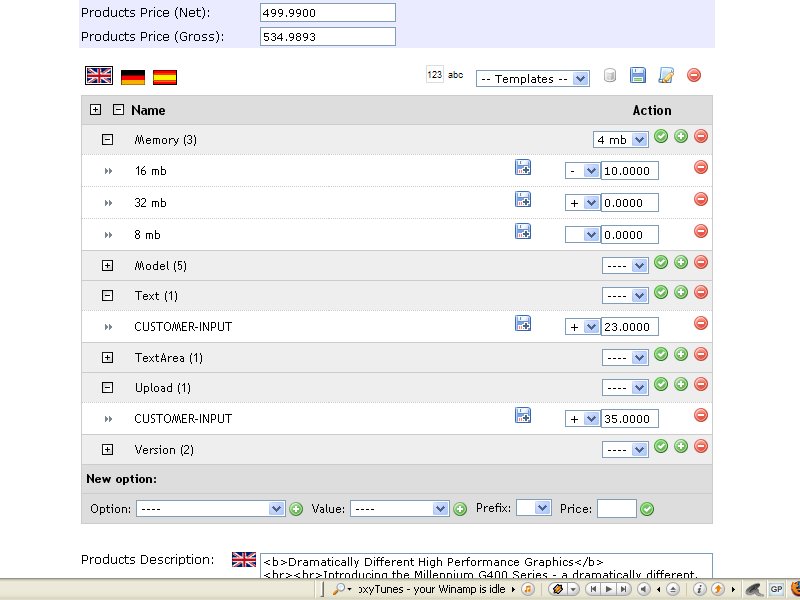 Products Price (Net): 499.9900
Products Price (Gross): 534.9893
123 abc -- Templates --
Name Action
Memory (3) 4 mb
16 mb - 10.0000
32 mb + 0.0000
8 mb 0.0000
Model (5) ----
Text (1) ----
CUSTOMER-INPUT + 23.0000
TextArea (1) ----
Upload (1) ----
CUSTOMER-INPUT + 35.0000
Version (2) ----
New option:
Option: ---- Value: ---- Prefix: Price:
Products Description: <b>Dramatically Different High Performance Graphics</b>
<br><br>Introducing the Millennium G400 Series - a dramatically different,
oxyTunes - your Winamp is idle GP